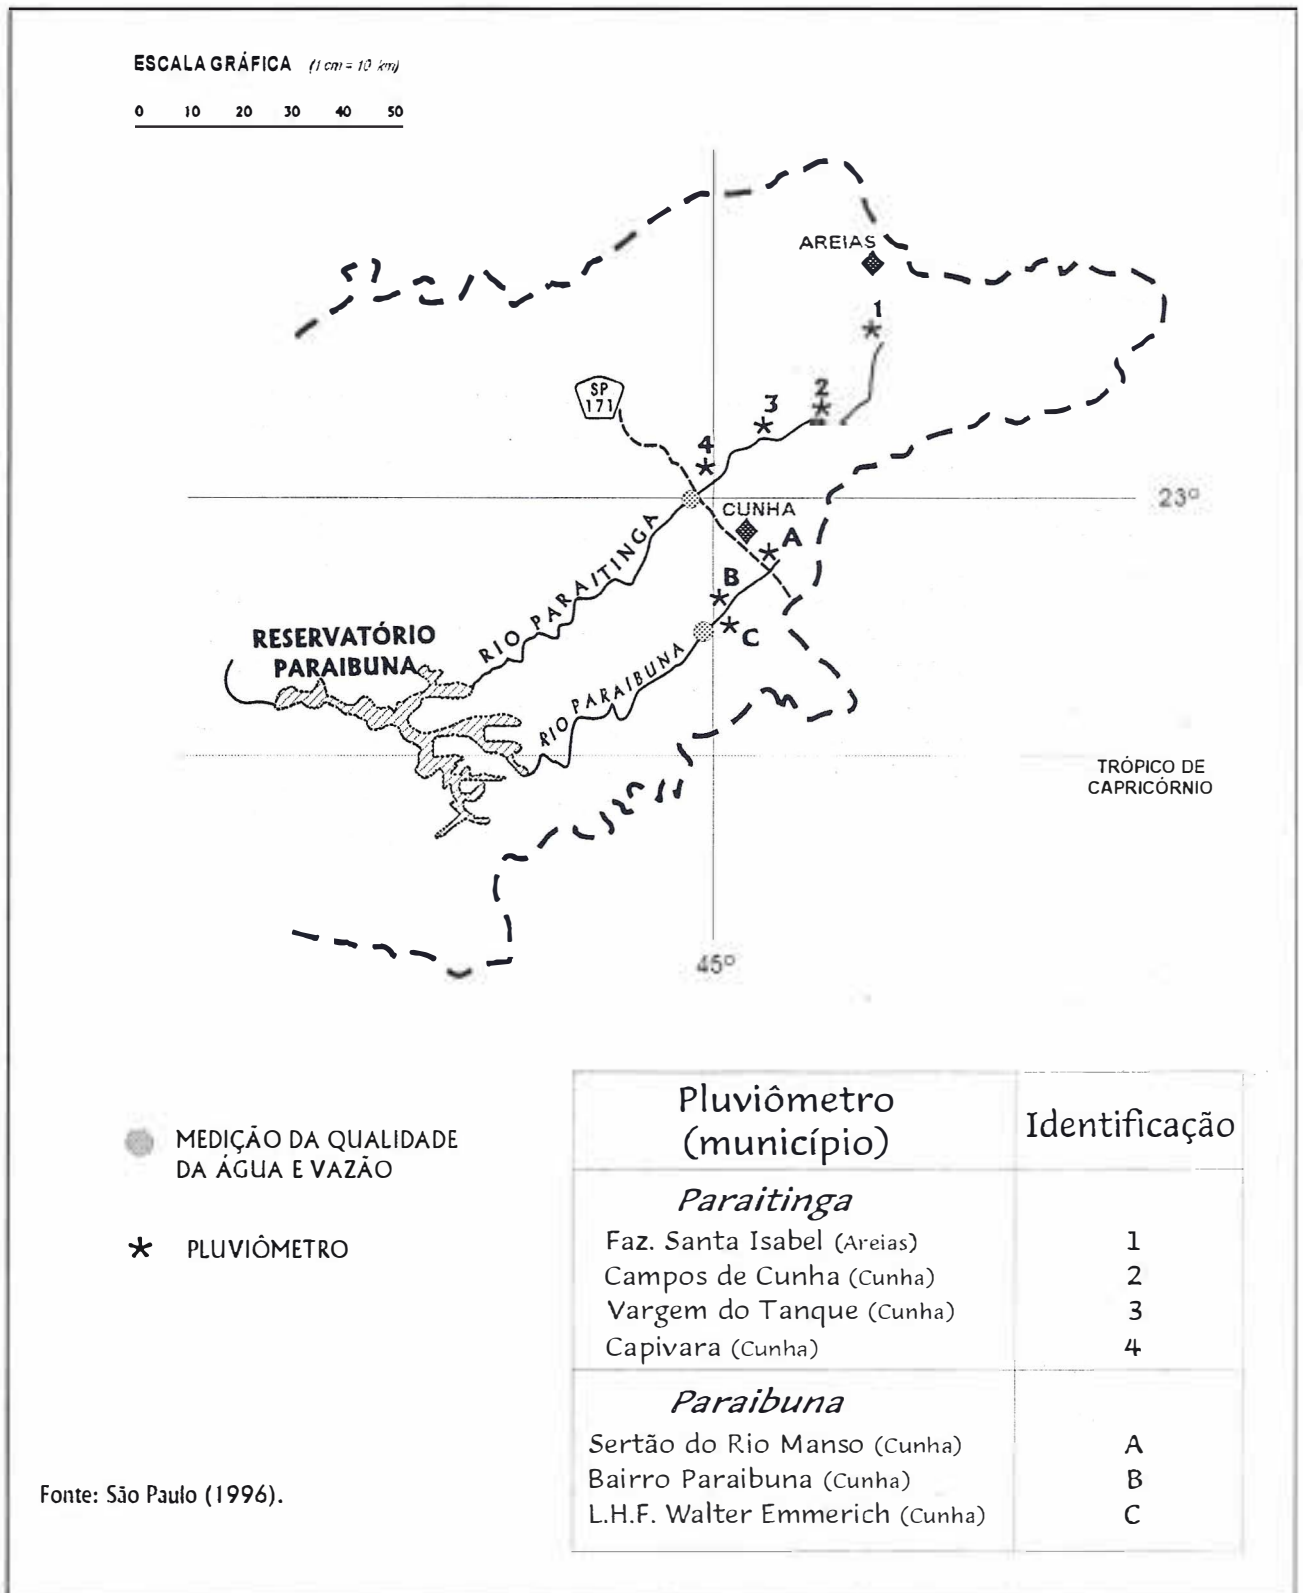 ESCALA GRÁFICA (1 cm = 10 km)
0 10 20 30 40 50
AREIAS
1
2
3
4
SP
171
23º
CUNHA
A
B
C
RIO PARAITINGA
RESERVATÓRIO
PARAIBUNA
RIO PARAIBUNA
TRÓPICO DE
CAPRICÓRNIO
45º
MEDIÇÃO DA QUALIDADE
DA ÁGUA E VAZÃO
PLUVIÔMETRO
Fonte: São Paulo (1996).
Pluviômetro
(município)
Identificação
Paraitinga
Faz. Santa Isabel (Areias) 1
Campos de Cunha (Cunha) 2
Vargem do Tanque (Cunha) 3
Capivara (Cunha) 4
Paraibuna
Sertão do Rio Manso (Cunha) A
Bairro Paraibuna (Cunha) B
L.H.F. Walter Emmerich (Cunha) C